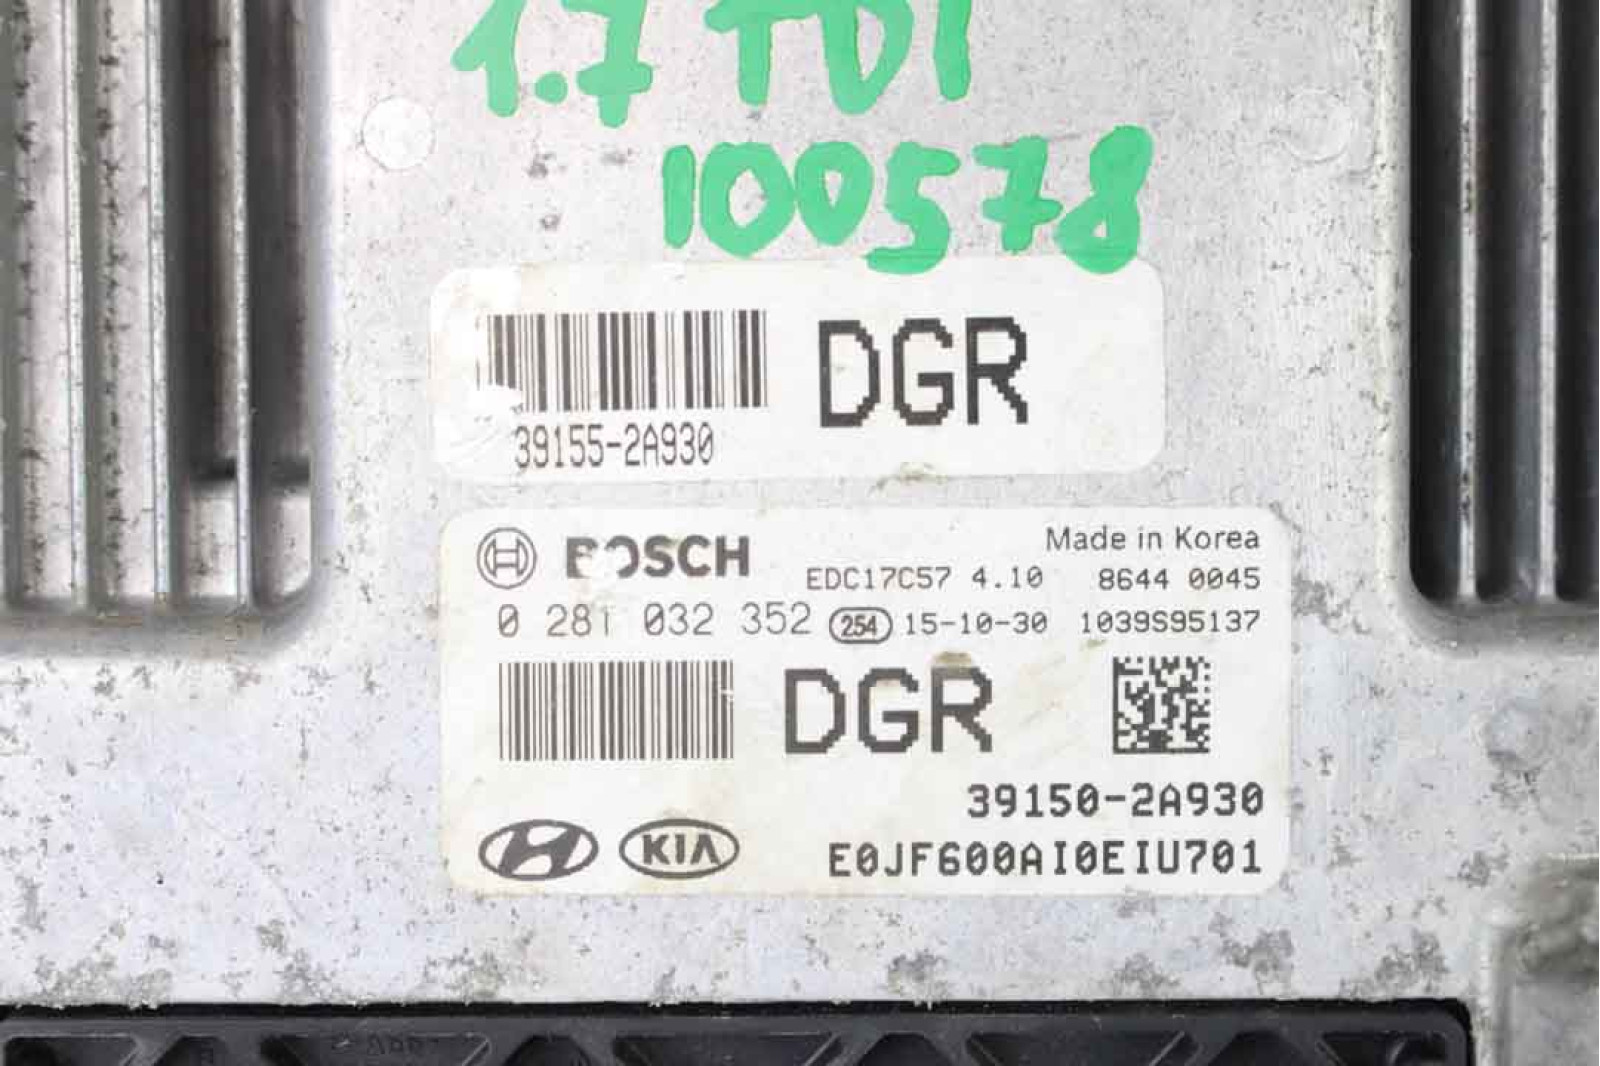 1.7 TDI
100578
DGR
39155-2A930
BOSCH
Made in Korea
EDC17C57 4.10 8644 0045
0 281 032 352 254 15-10-30 1039S95137
DGR
39150-2A930
KIA
E0JF600AI0EIU701